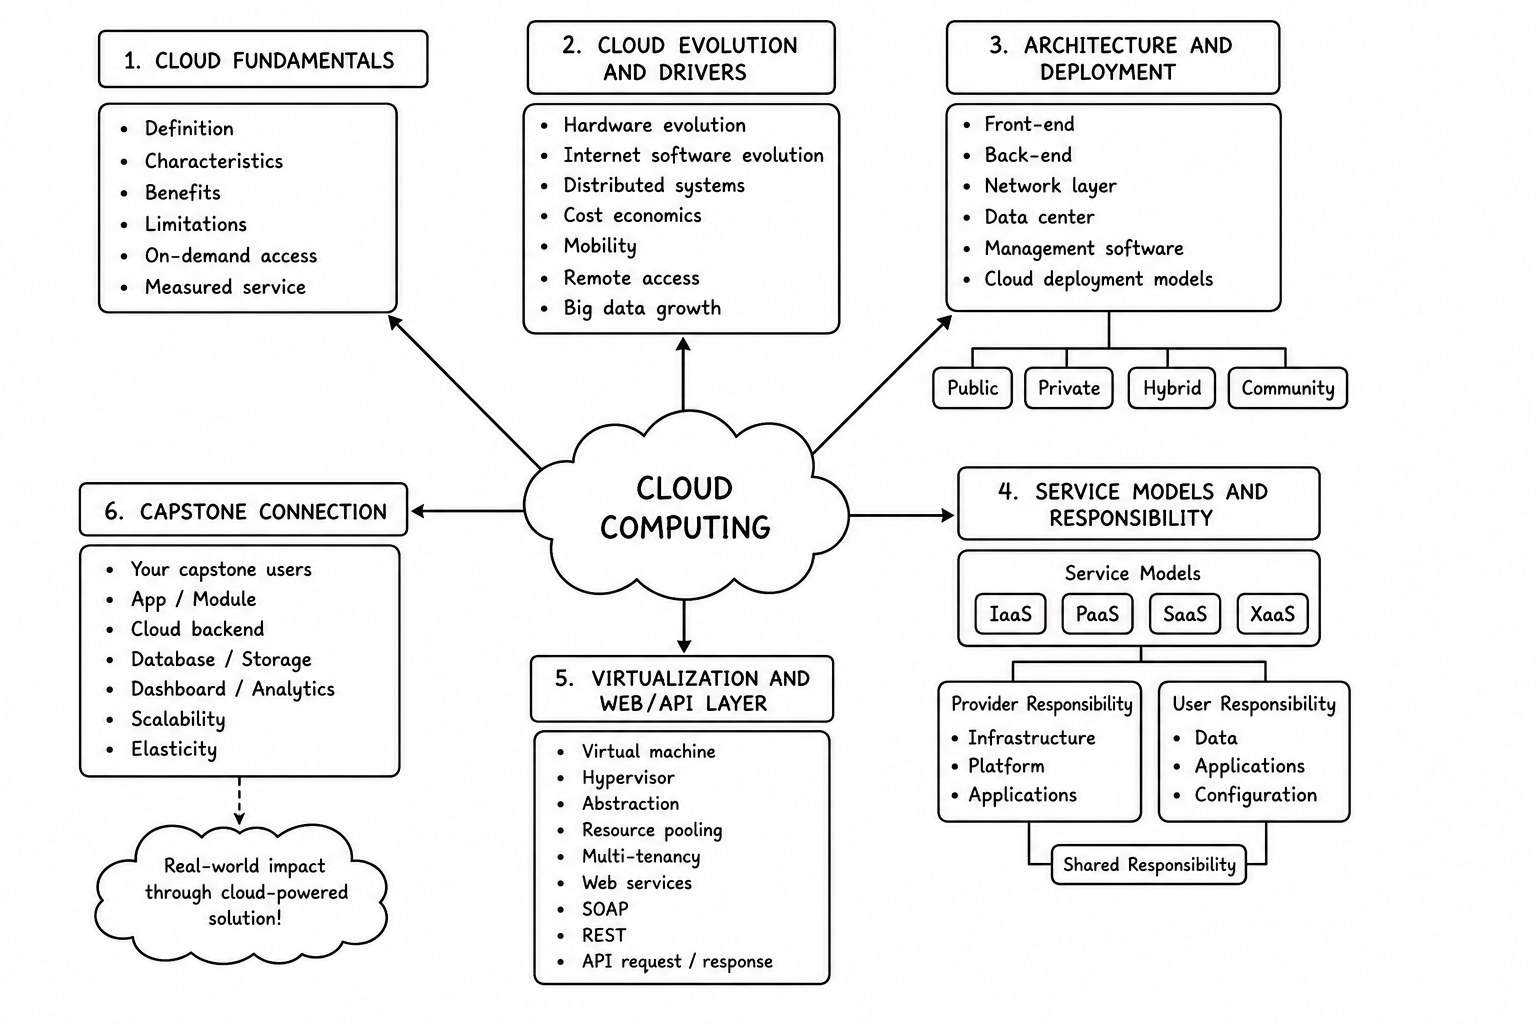 1. CLOUD FUNDAMENTALS
• Definition
• Characteristics
• Benefits
• Limitations
• On-demand access
• Measured service
2. CLOUD EVOLUTION
AND DRIVERS
• Hardware evolution
• Internet software evolution
• Distributed systems
• Cost economics
• Mobility
• Remote access
• Big data growth
3. ARCHITECTURE AND
DEPLOYMENT
• Front-end
• Back-end
• Network layer
• Data center
• Management software
• Cloud deployment models
Public
Private
Hybrid
Community
CLOUD
COMPUTING
4. SERVICE MODELS AND
RESPONSIBILITY
Service Models
IaaS
PaaS
SaaS
XaaS
Provider Responsibility
• Infrastructure
• Platform
• Applications
User Responsibility
• Data
• Applications
• Configuration
Shared Responsibility
5. VIRTUALIZATION AND
WEB/API LAYER
• Virtual machine
• Hypervisor
• Abstraction
• Resource pooling
• Multi-tenancy
• Web services
• SOAP
• REST
• API request / response
6. CAPSTONE CONNECTION
• Your capstone users
• App / Module
• Cloud backend
• Database / Storage
• Dashboard / Analytics
• Scalability
• Elasticity
Real-world impact
through cloud-powered
solution!